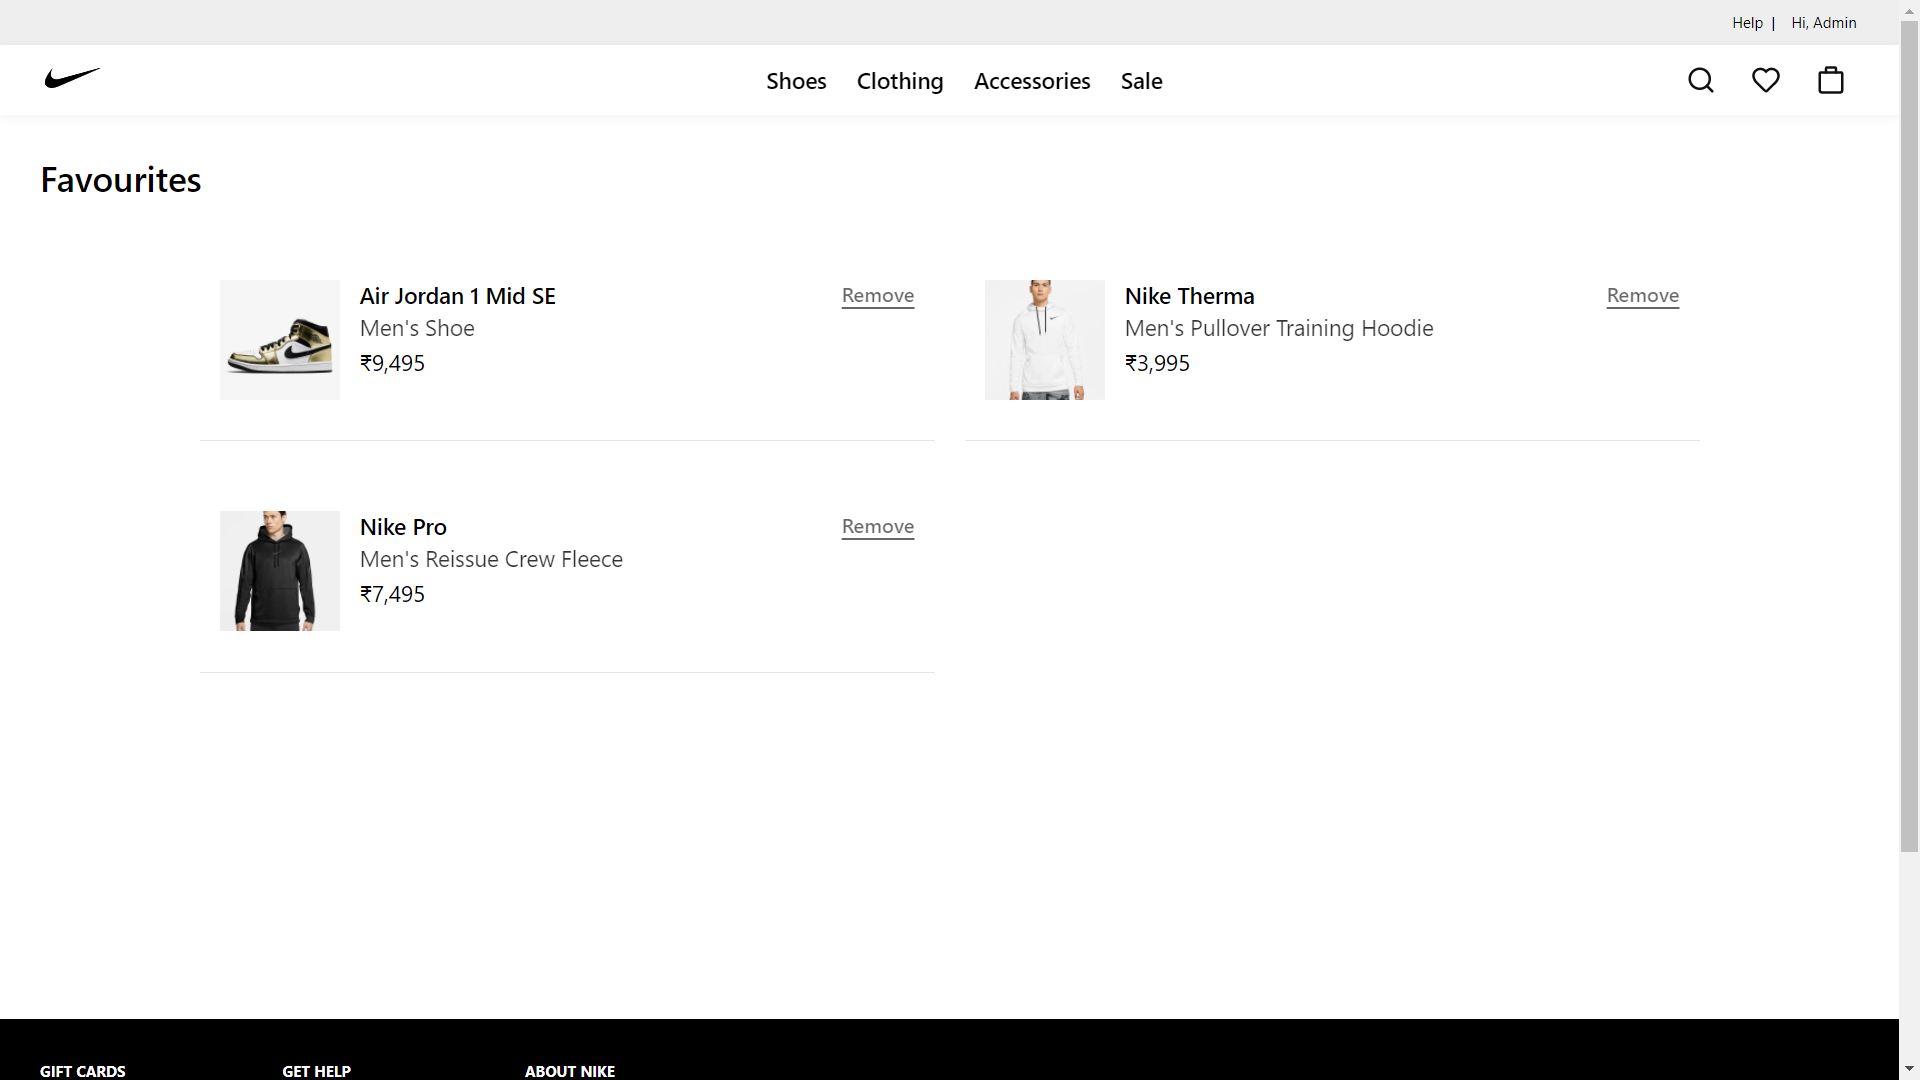 Help | Hi, Admin
Shoes Clothing Accessories Sale
Favourites
Air Jordan 1 Mid SE
Remove
Men's Shoe
₹9,495
Nike Therma
Remove
Men's Pullover Training Hoodie
₹3,995
Nike Pro
Remove
Men's Reissue Crew Fleece
₹7,495
GIFT CARDS
GET HELP
ABOUT NIKE